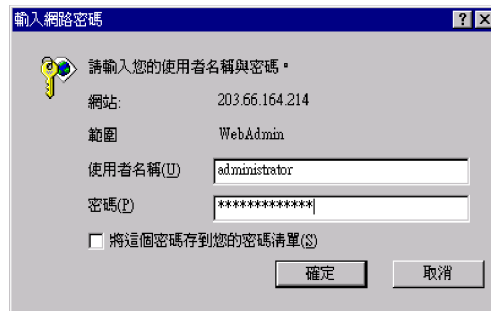 輸入網路密碼
請輸入您的使用者名稱與密碼。
網站: 203.66.164.214
範圍 WebAdmin
使用者名稱(U) administrator
密碼(P) *************
將這個密碼存到您的密碼清單(S)
確定 取消